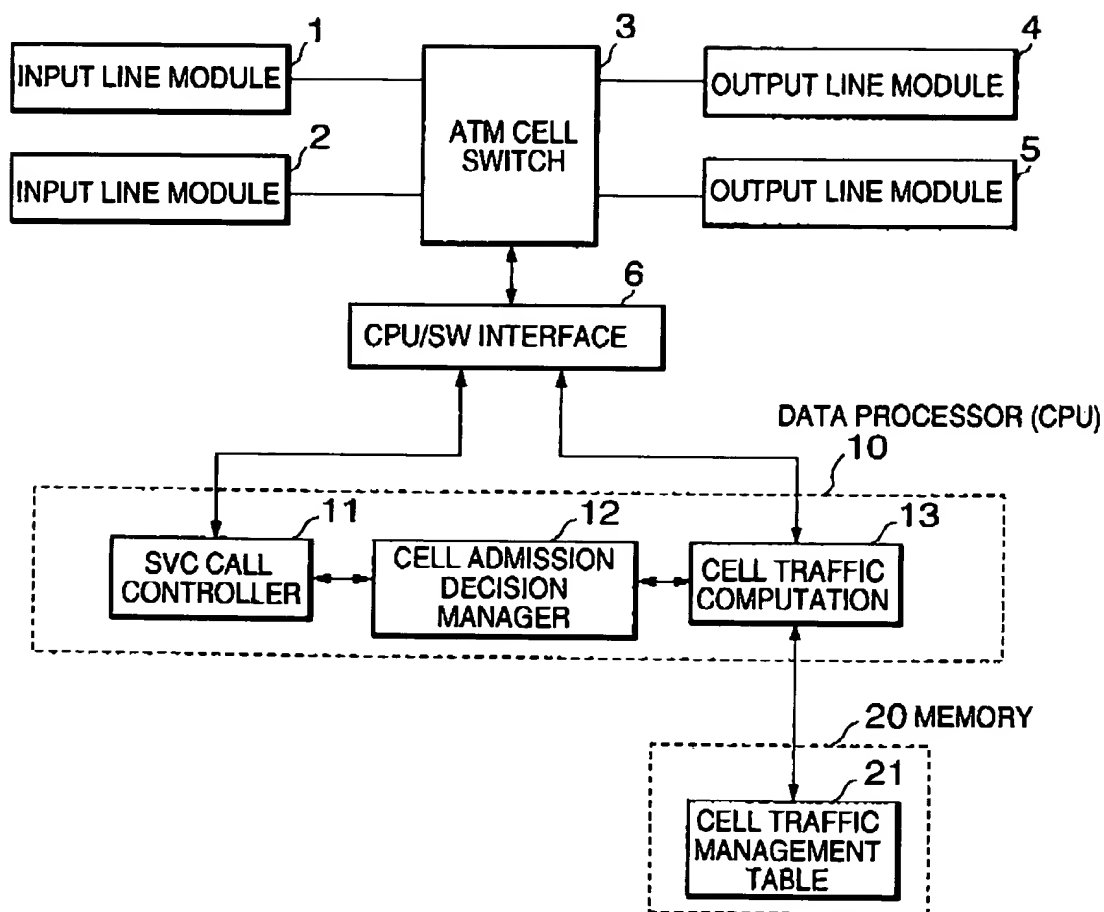 1
INPUT LINE MODULE
2
INPUT LINE MODULE
3
ATM CELL
SWITCH
4
OUTPUT LINE MODULE
5
OUTPUT LINE MODULE
6
CPU/SW INTERFACE
DATA PROCESSOR (CPU)
10
11
SVC CALL
CONTROLLER
12
CELL ADMISSION
DECISION
MANAGER
13
CELL TRAFFIC
COMPUTATION
20 MEMORY
21
CELL TRAFFIC
MANAGEMENT
TABLE